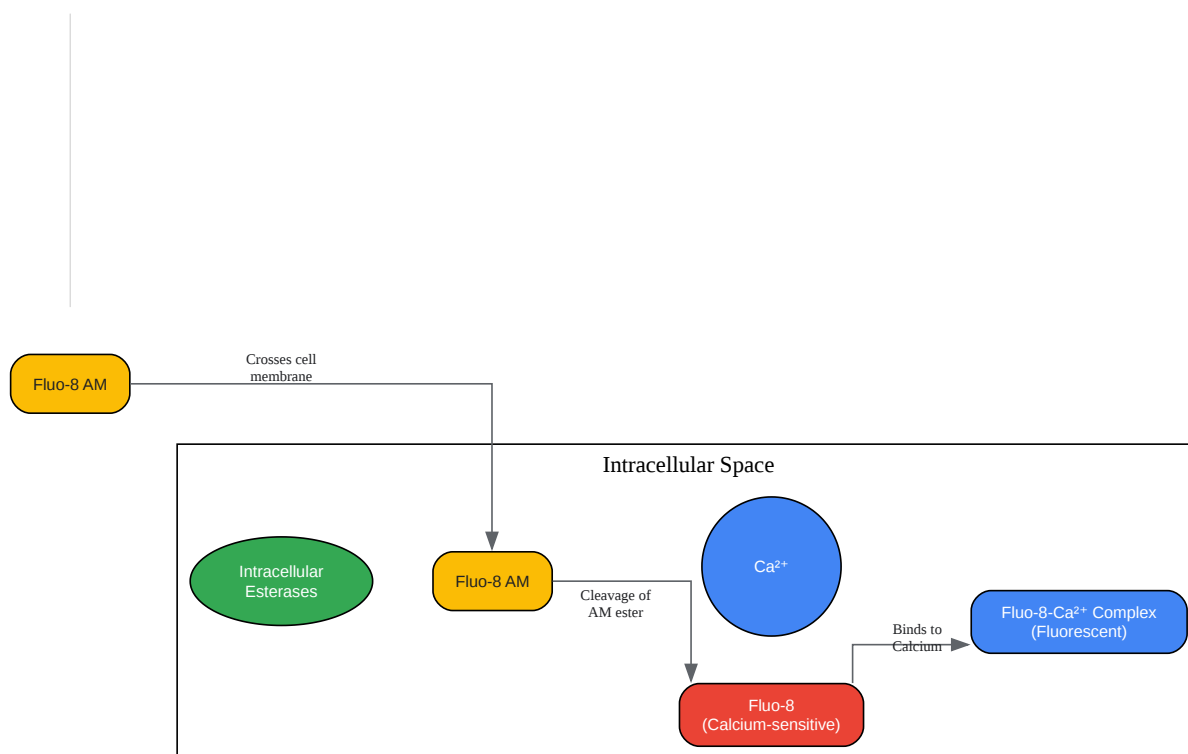 Crosses cell
membrane
Fluo-8 AM
Intracellular Space
Intracellular
Esterases
Fluo-8 AM
Cleavage of
AM ester
Ca²⁺
Binds to
Calcium
Fluo-8-Ca²⁺ Complex
(Fluorescent)
Fluo-8
(Calcium-sensitive)